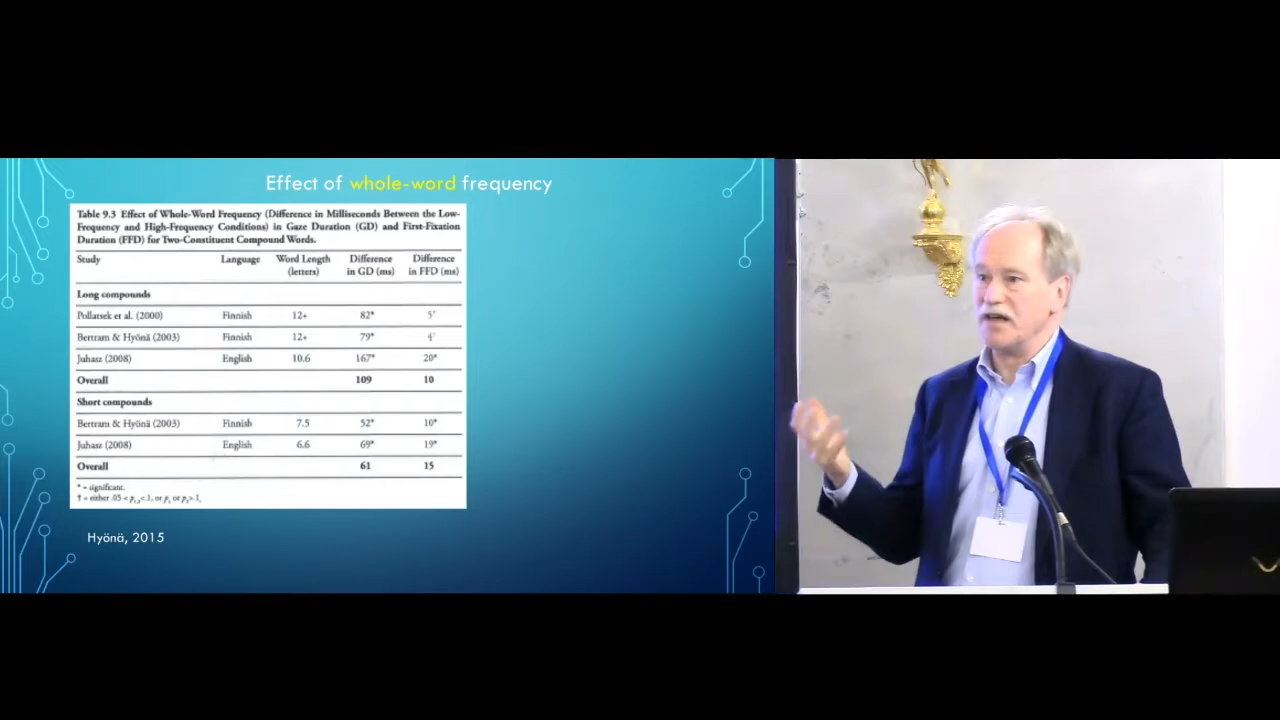 Effect of whole-word frequency
Table 9.3 Effect of Whole-Word Frequency (Difference in Milliseconds Between the Low-
Frequency and High-Frequency Conditions) in Gaze Duration (GD) and First-Fixation
Duration (FFD) for Two-Constituent Compound Words.
Study Language Word Length (letters) Difference in GD (ms) Difference in FFD (ms)
Long compounds
Pollatsek et al. (2000) Finnish 12+ 82* 5†
Bertram & Hyönä (2003) Finnish 12+ 79* 4†
Juhasz (2008) English 10.6 167* 20*
Overall 109 10
Short compounds
Bertram & Hyönä (2003) Finnish 7.5 52* 10*
Juhasz (2008) English 6.6 69* 19*
Overall 61 15
* = significant.
† = either .05 <
Hyönä, 2015